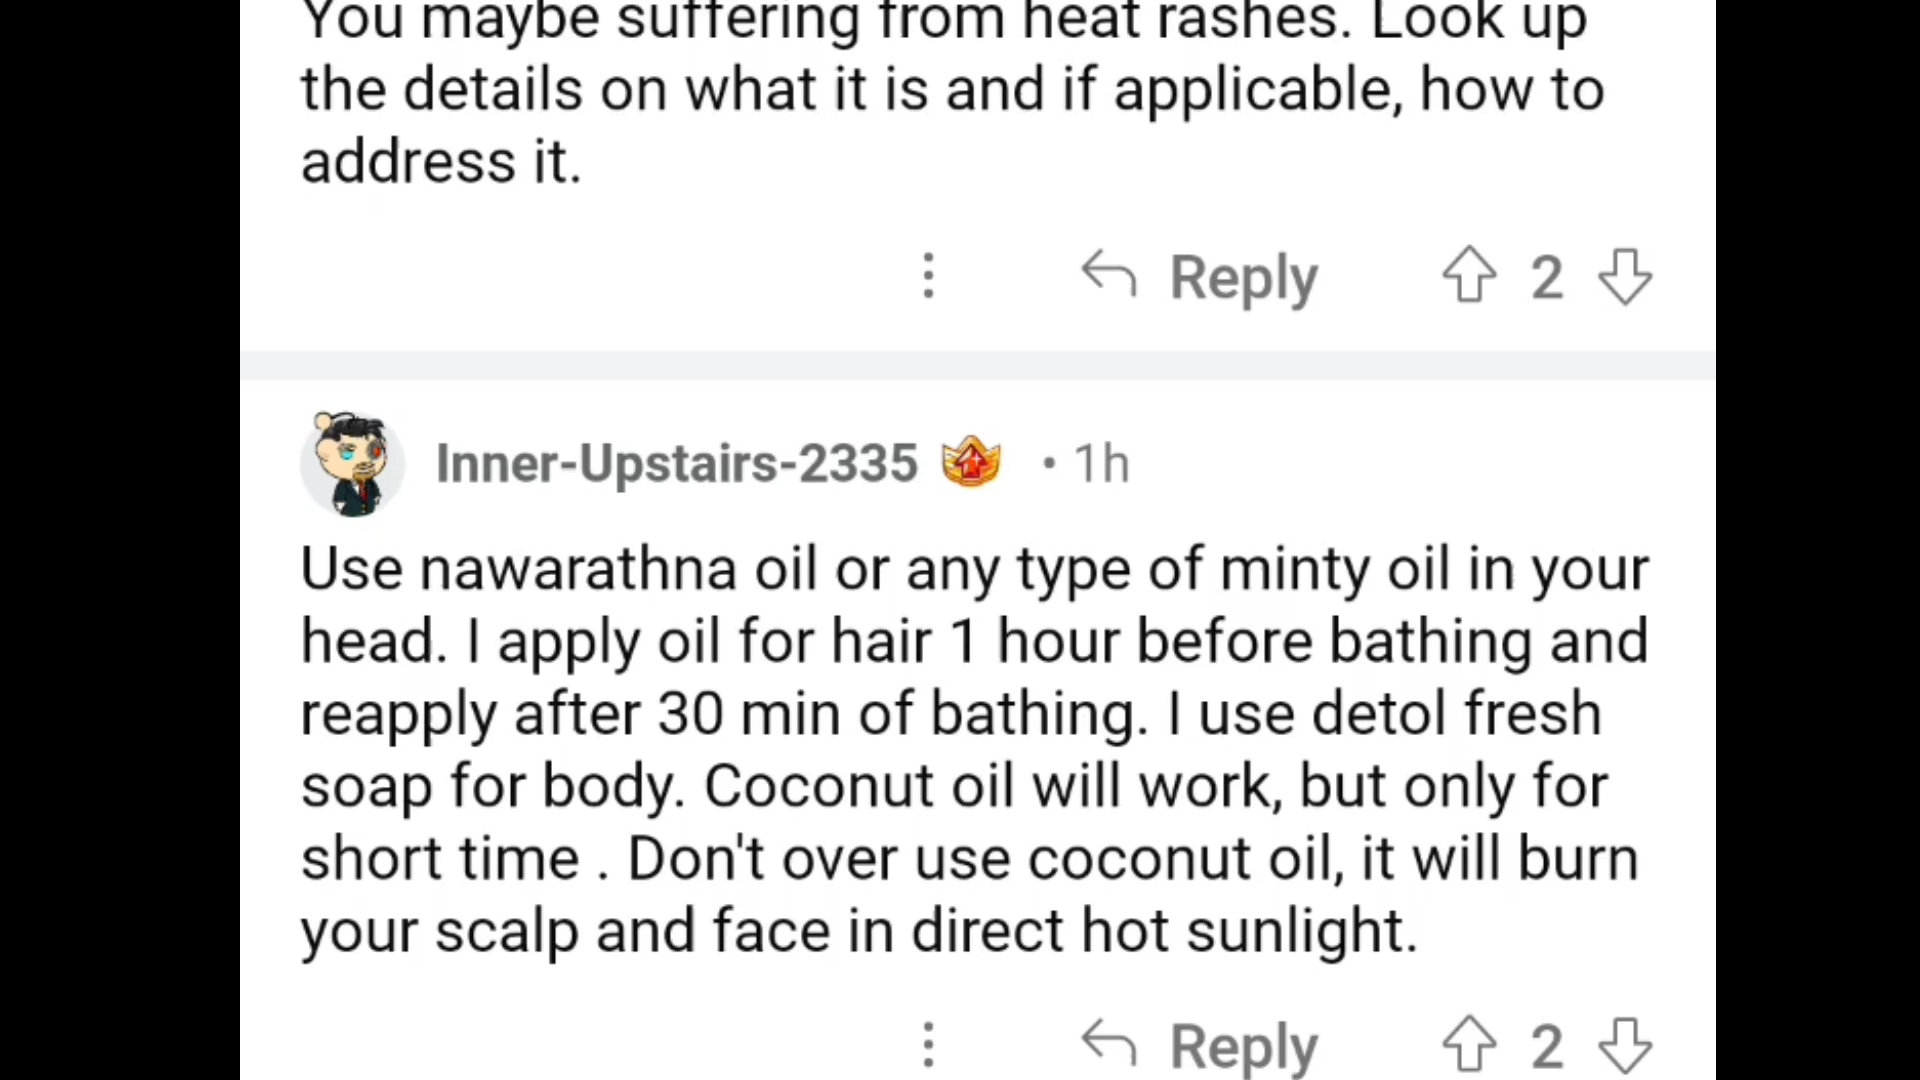 You maybe suffering from heat rashes. Look up
the details on what it is and if applicable, how to
address it.
Reply 2
Inner-Upstairs-2335 • 1h
Use nawarathna oil or any type of minty oil in your
head. I apply oil for hair 1 hour before bathing and
reapply after 30 min of bathing. I use detol fresh
soap for body. Coconut oil will work, but only for
short time . Don't over use coconut oil, it will burn
your scalp and face in direct hot sunlight.
Reply 2